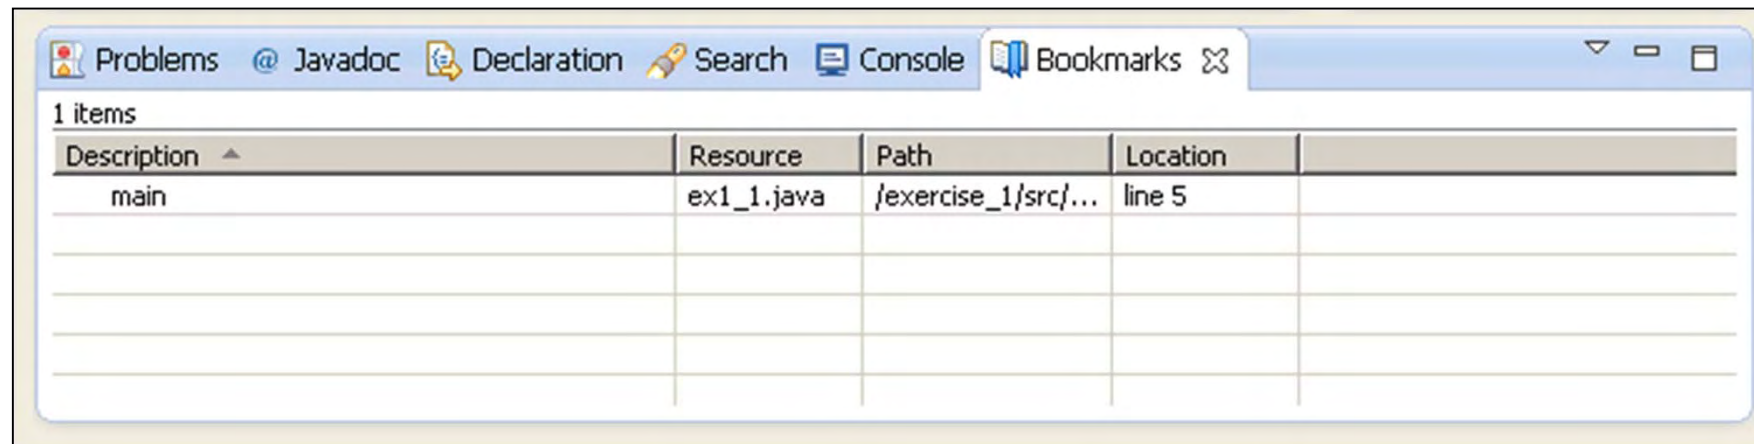 Problems @ Javadoc Declaration Search Console Bookmarks
1 items
Description Resource Path Location
main ex1_1.java /exercise_1/src/... line 5